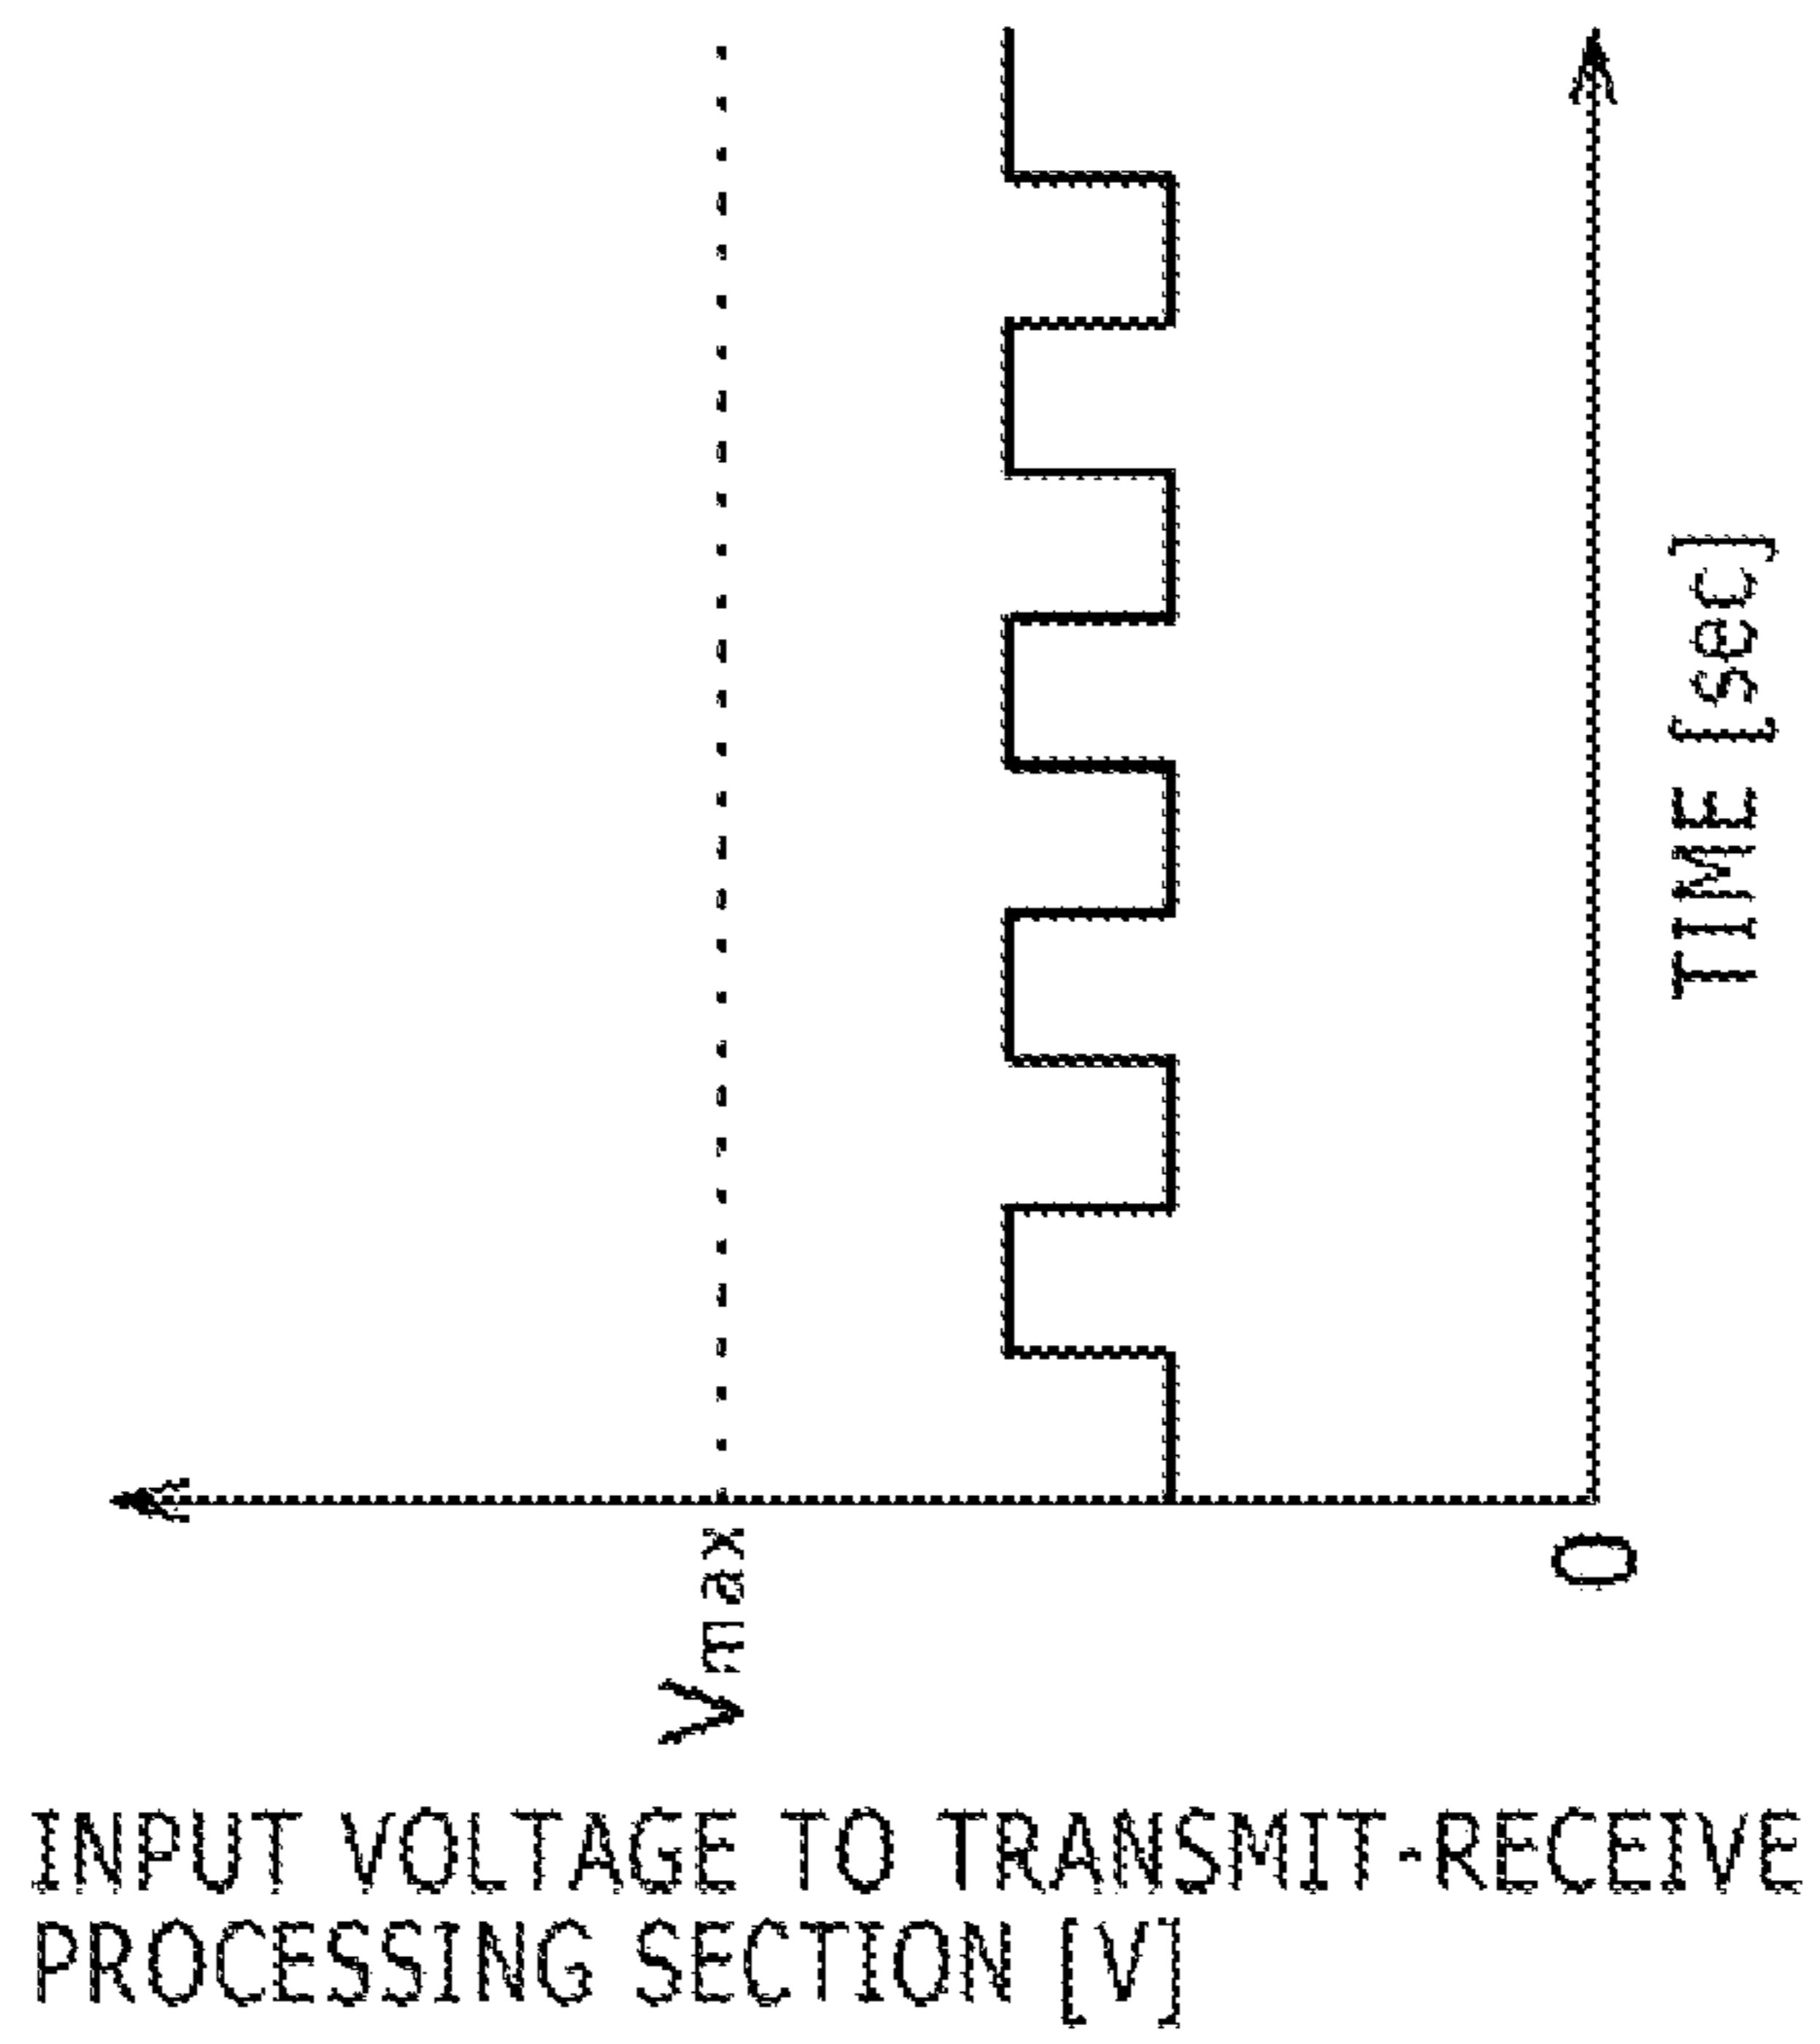 Vmax
0
TIME [sec]
INPUT VOLTAGE TO TRANSMIT-RECEIVE
PROCESSING SECTION [V]